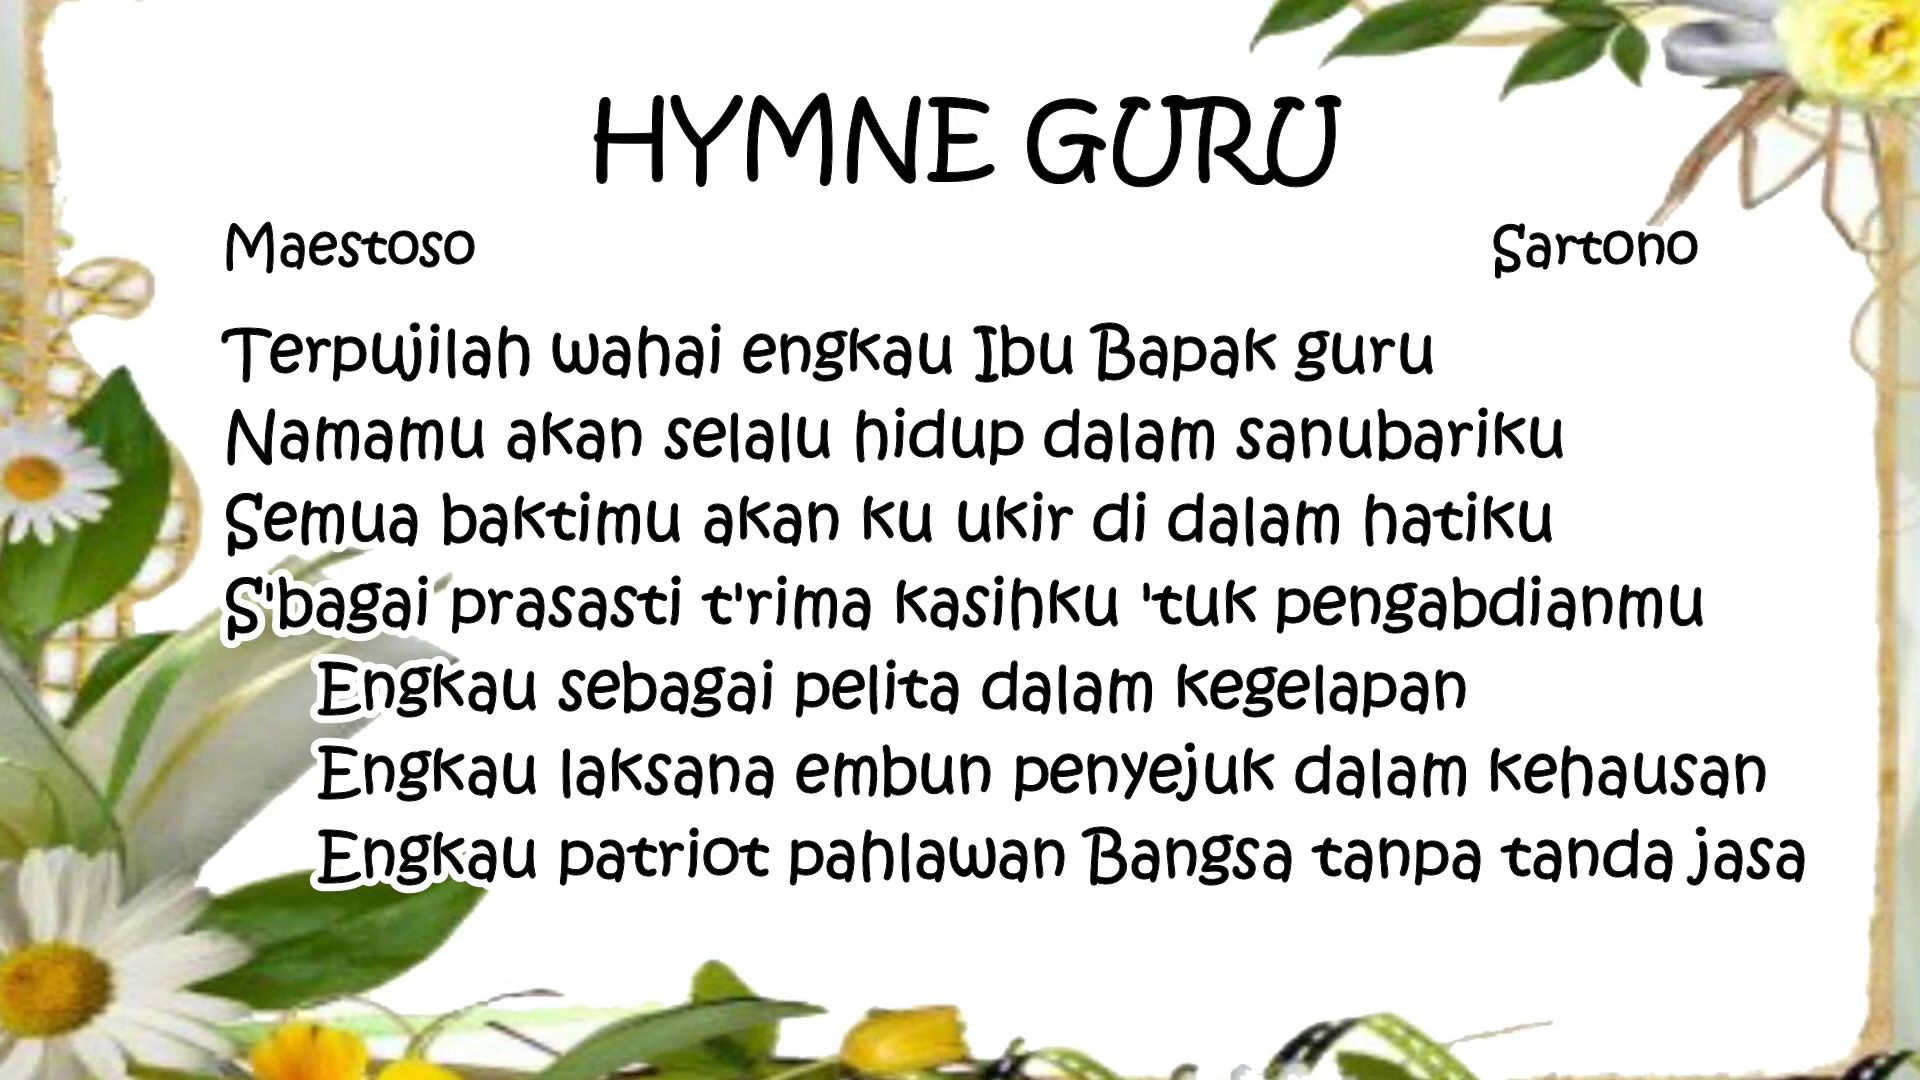 HYMNE GURU
Maestoso Sartono
Terpujilah wahai engkau Ibu Bapak guru
Namamu akan selalu hidup dalam sanubariku
Semua baktimu akan ku ukir di dalam hatiku
S'bagai prasasti t'rima kasihku 'tuk pengabdianmu
Engkau sebagai pelita dalam kegelapan
Engkau laksana embun penyejuk dalam kehausan
Engkau patriot pahlawan Bangsa tanpa tanda jasa